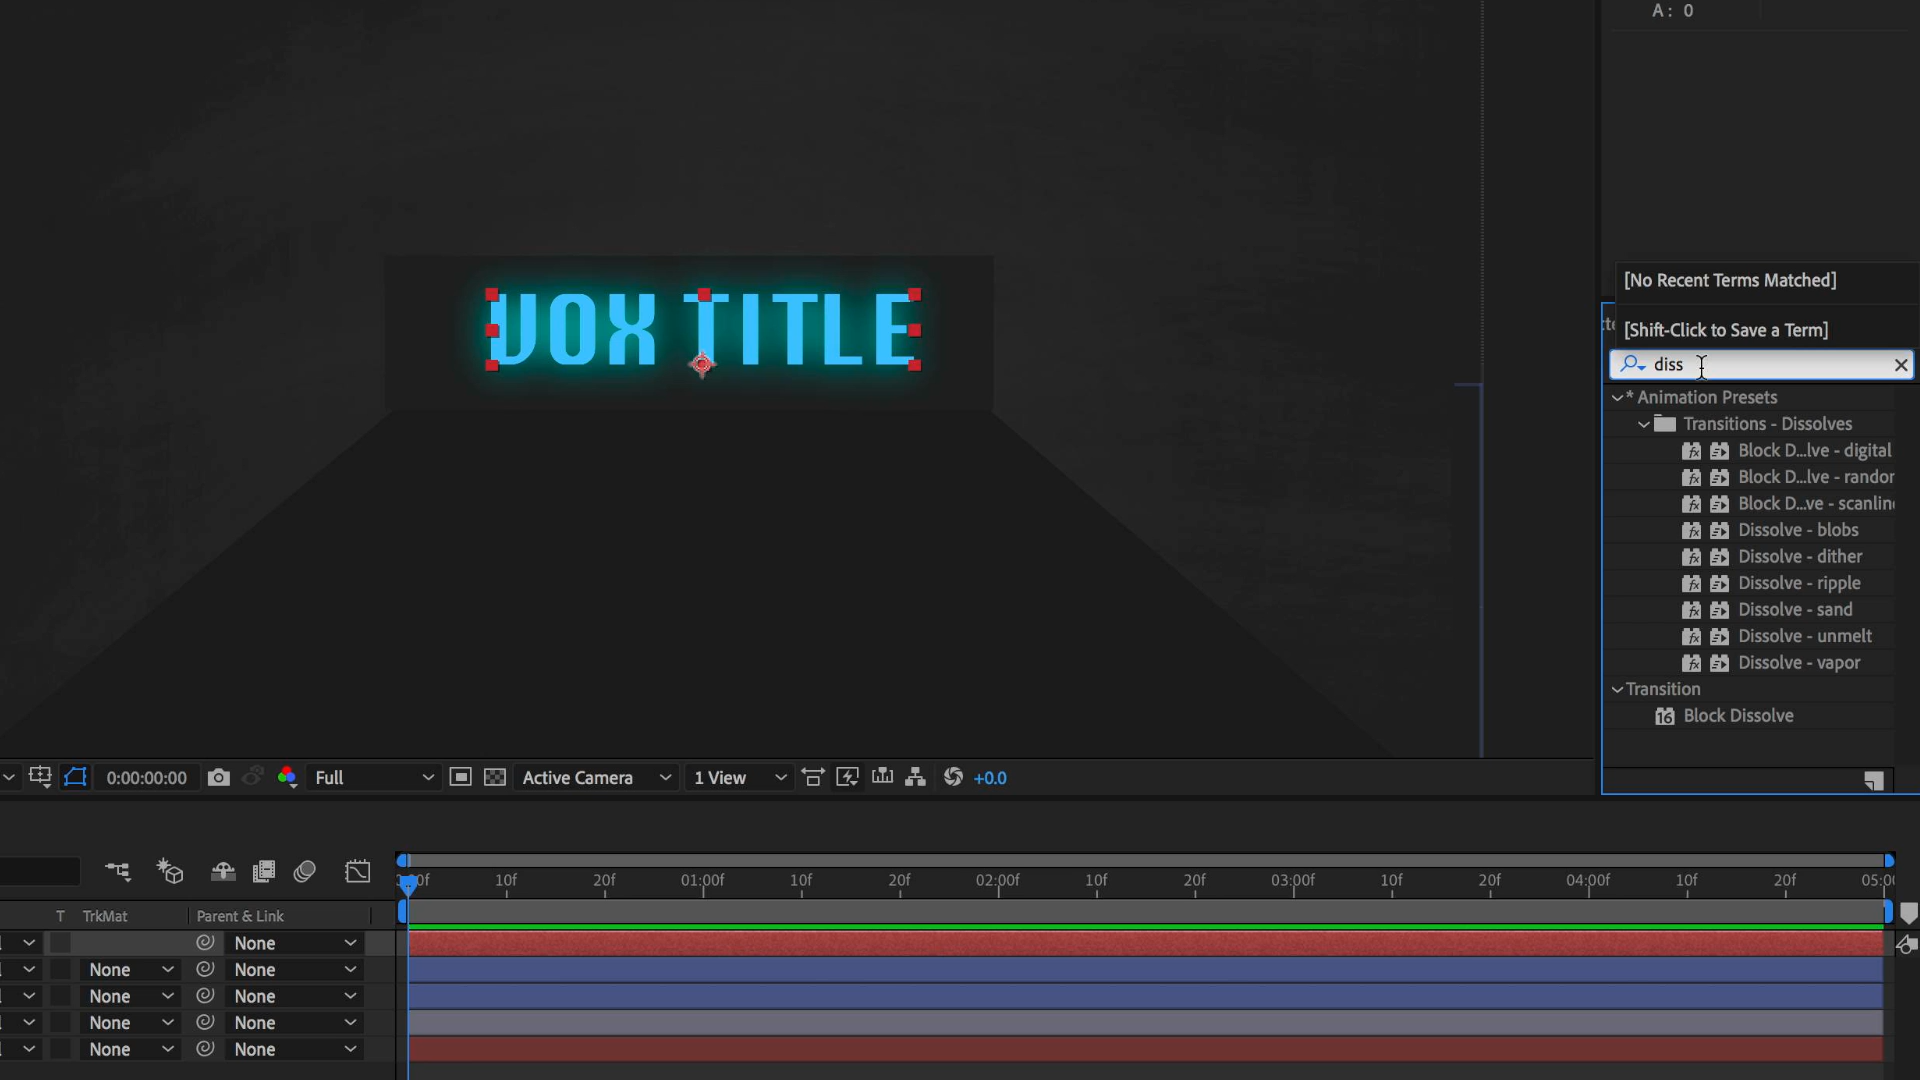 A: 0
VOX TITLE
[No Recent Terms Matched]
[Shift-Click to Save a Term]
diss
* Animation Presets
Transitions - Dissolves
Block D...lve - digital
Block D...lve - randor
Block D...ve - scanline
Dissolve - blobs
Dissolve - dither
Dissolve - ripple
Dissolve - sand
Dissolve - unmelt
Dissolve - vapor
Transition
16 Block Dissolve
0:00:00:00 Full Active Camera 1 View +0.0
10f 20f 01:00f 10f 20f 02:00f 10f 20f 03:00f 10f 20f 04:00f 10f 20f
T TrkMat Parent & Link
None
None None
None None
None None
None None